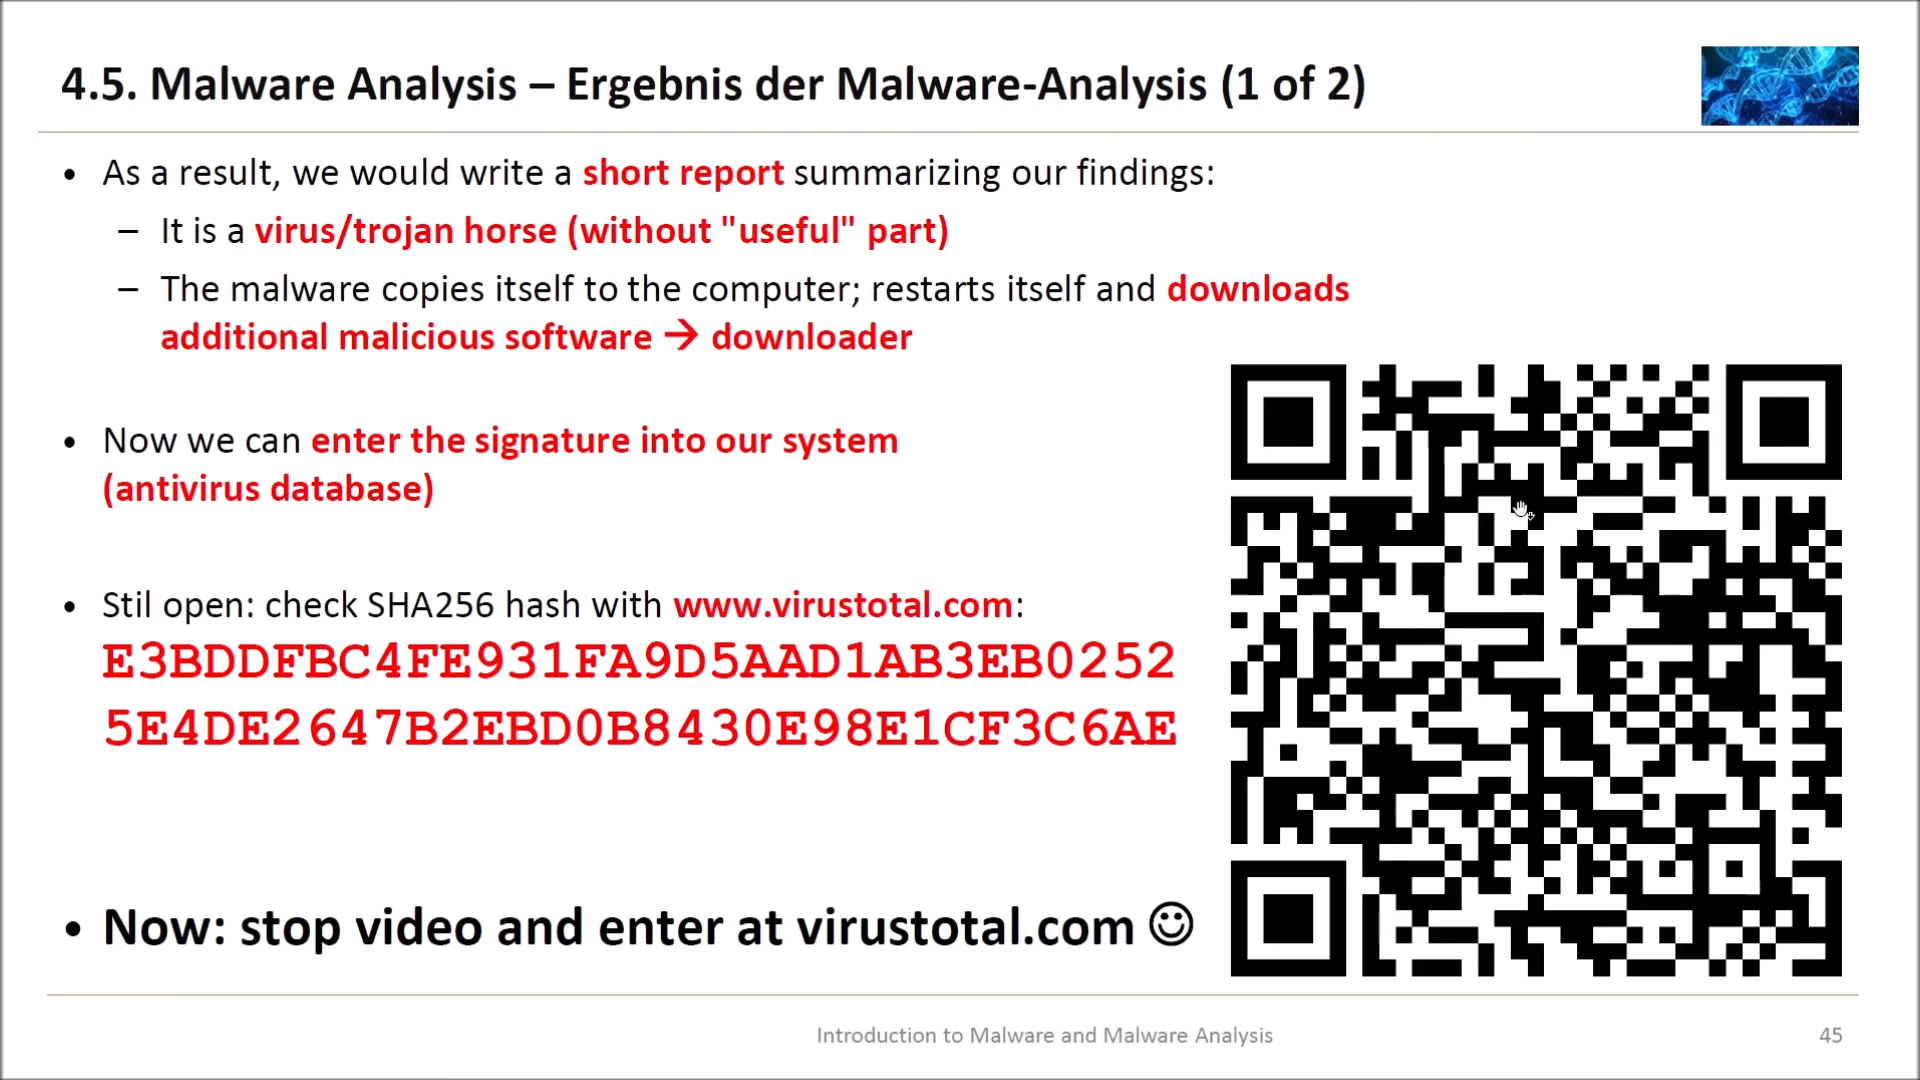 4.5. Malware Analysis – Ergebnis der Malware-Analysis (1 of 2)
• As a result, we would write a short report summarizing our findings:
– It is a virus/trojan horse (without "useful" part)
– The malware copies itself to the computer; restarts itself and downloads
additional malicious software → downloader
• Now we can enter the signature into our system
(antivirus database)
• Stil open: check SHA256 hash with www.virustotal.com:
E3BDDFBC4FE931FA9D5AAD1AB3EB0252
5E4DE2647B2EBD0B8430E98E1CF3C6AE
• Now: stop video and enter at virustotal.com ☺
Introduction to Malware and Malware Analysis
45